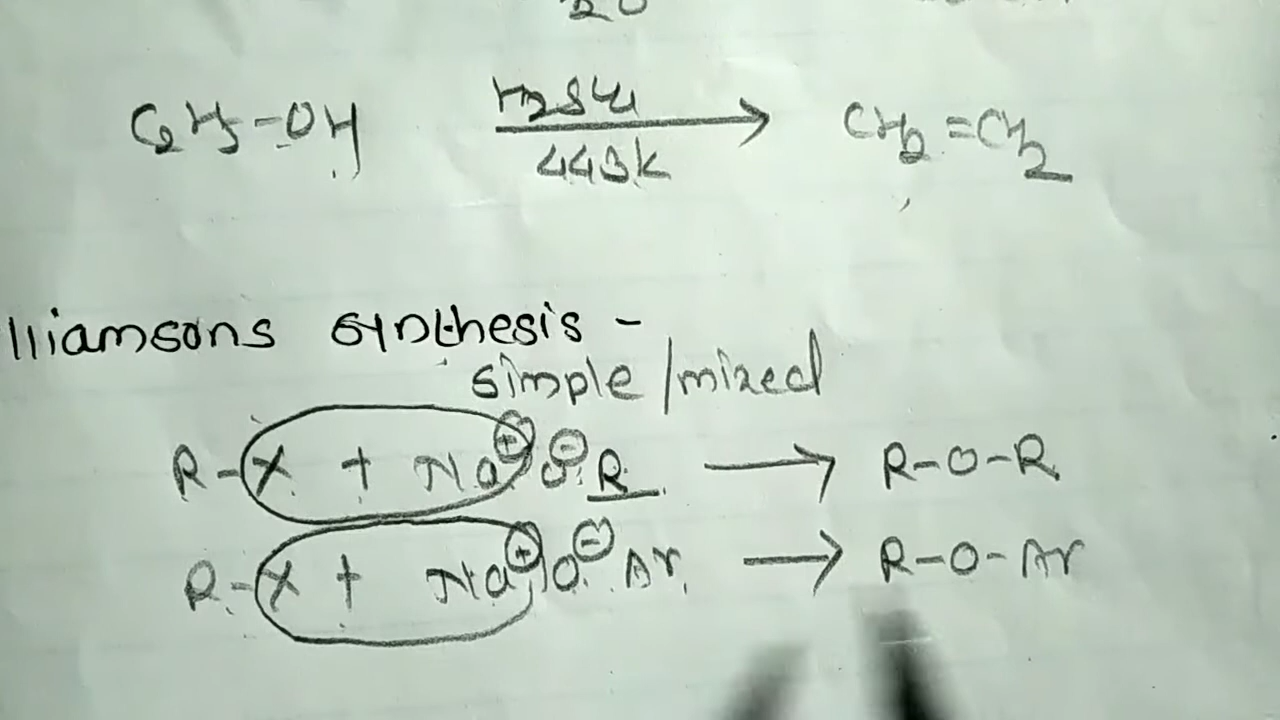 C2H5-OH H2SO4 443K → CH2=CH2
lliamsons synthesis -
simple/mixed
R-X + Na⊕ O⊖ R → R-O-R
R-X + Na⊕ O⊖ Ar → R-O-Ar